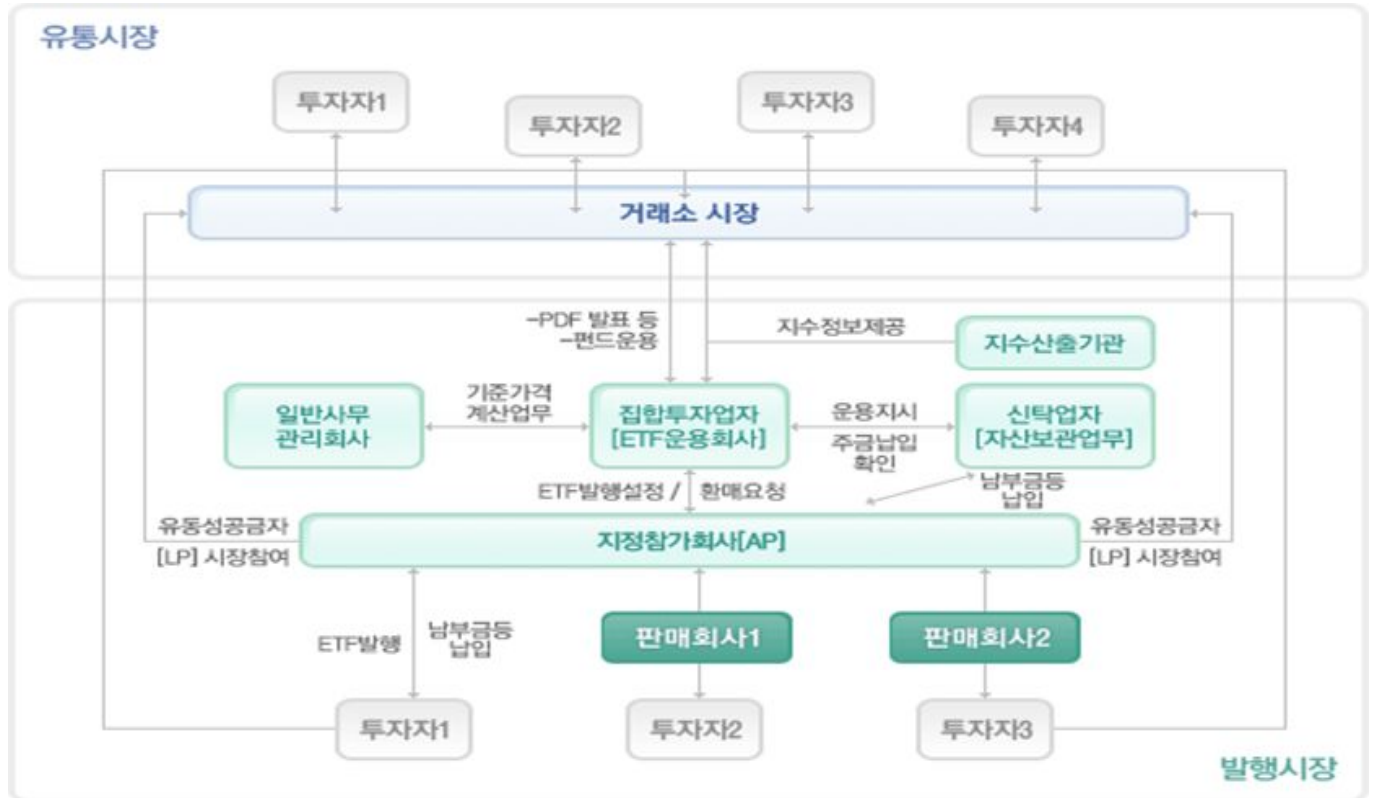 유통시장
투자자1
투자자2
투자자3
투자자4
거래소 시장
-PDF 발표 등
-펀드운용
지수정보제공
지수산출기관
일반사무
관리회사
기준가격
계산업무
집합투자업자
[ETF운용회사]
운용지시
주금납입
확인
신탁업자
[자산보관업무]
ETF발행설정 / 환매요청
남부금등
납입
유동성공급자
[LP] 시장참여
지정참가회사[AP]
유동성공급자
[LP] 시장참여
ETF발행
남부금등
납입
판매회사1
판매회사2
투자자1
투자자2
투자자3
발행시장